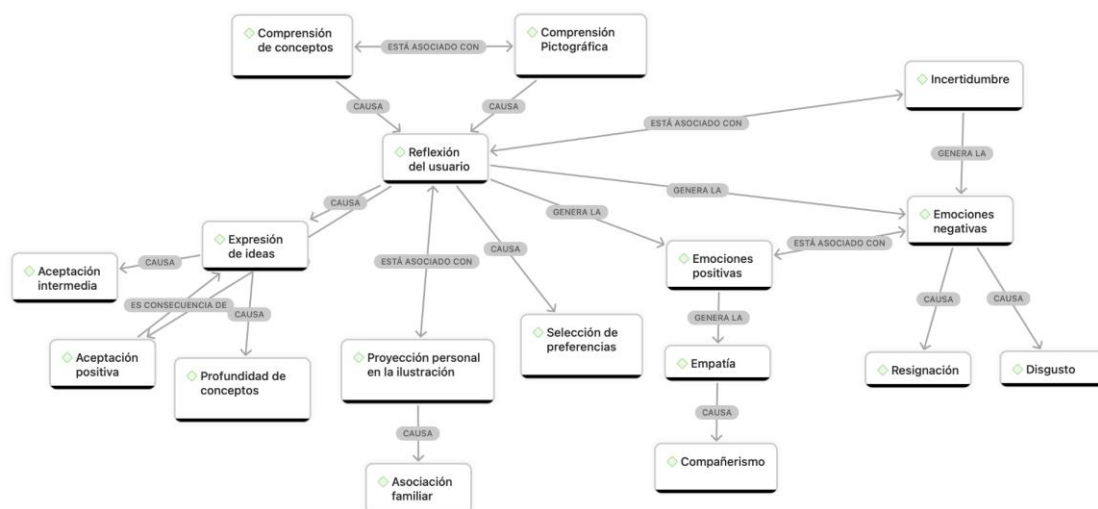 Comprensión
de conceptos
ESTÁ ASOCIADO CON
Comprensión
Pictográfica
Incertidumbre
CAUSA
CAUSA
ESTÁ ASOCIADO CON
Reflexión
del usuario
GENERA LA
GENERA LA
CAUSA
GENERA LA
Emociones
negativas
Expresión
de ideas
CAUSA
ESTÁ ASOCIADO CON
Emociones
positivas
Aceptación
intermedia
CAUSA
ESTÁ ASOCIADO CON
ES CONSECUENCIA DE
CAUSA
GENERA LA
CAUSA
CAUSA
Selección de
preferencias
Aceptación
positiva
Profundidad de
conceptos
Proyección personal
en la ilustración
Empatía
Resignación
Disgusto
CAUSA
CAUSA
Asociación
familiar
Compañerismo